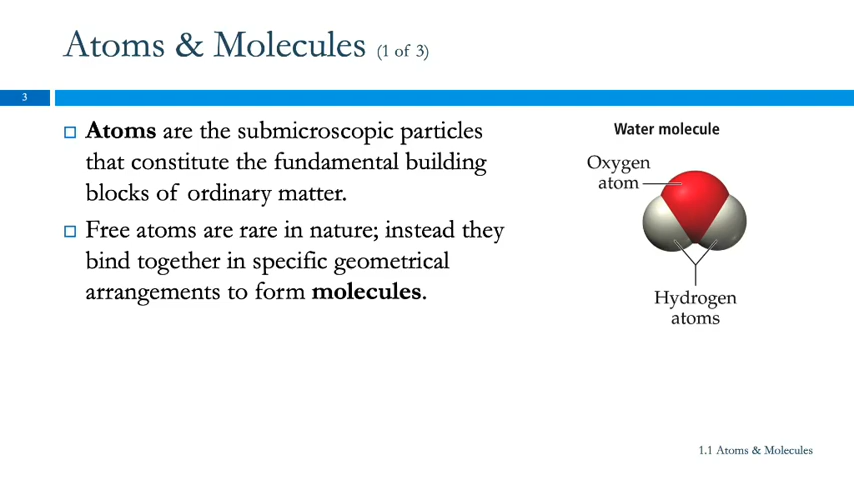 Atoms & Molecules (1 of 3)
3
Atoms are the submicroscopic particles
that constitute the fundamental building
blocks of ordinary matter.
Free atoms are rare in nature; instead they
bind together in specific geometrical
arrangements to form molecules.
Water molecule
Oxygen
atom
Hydrogen
atoms
1.1 Atoms & Molecules